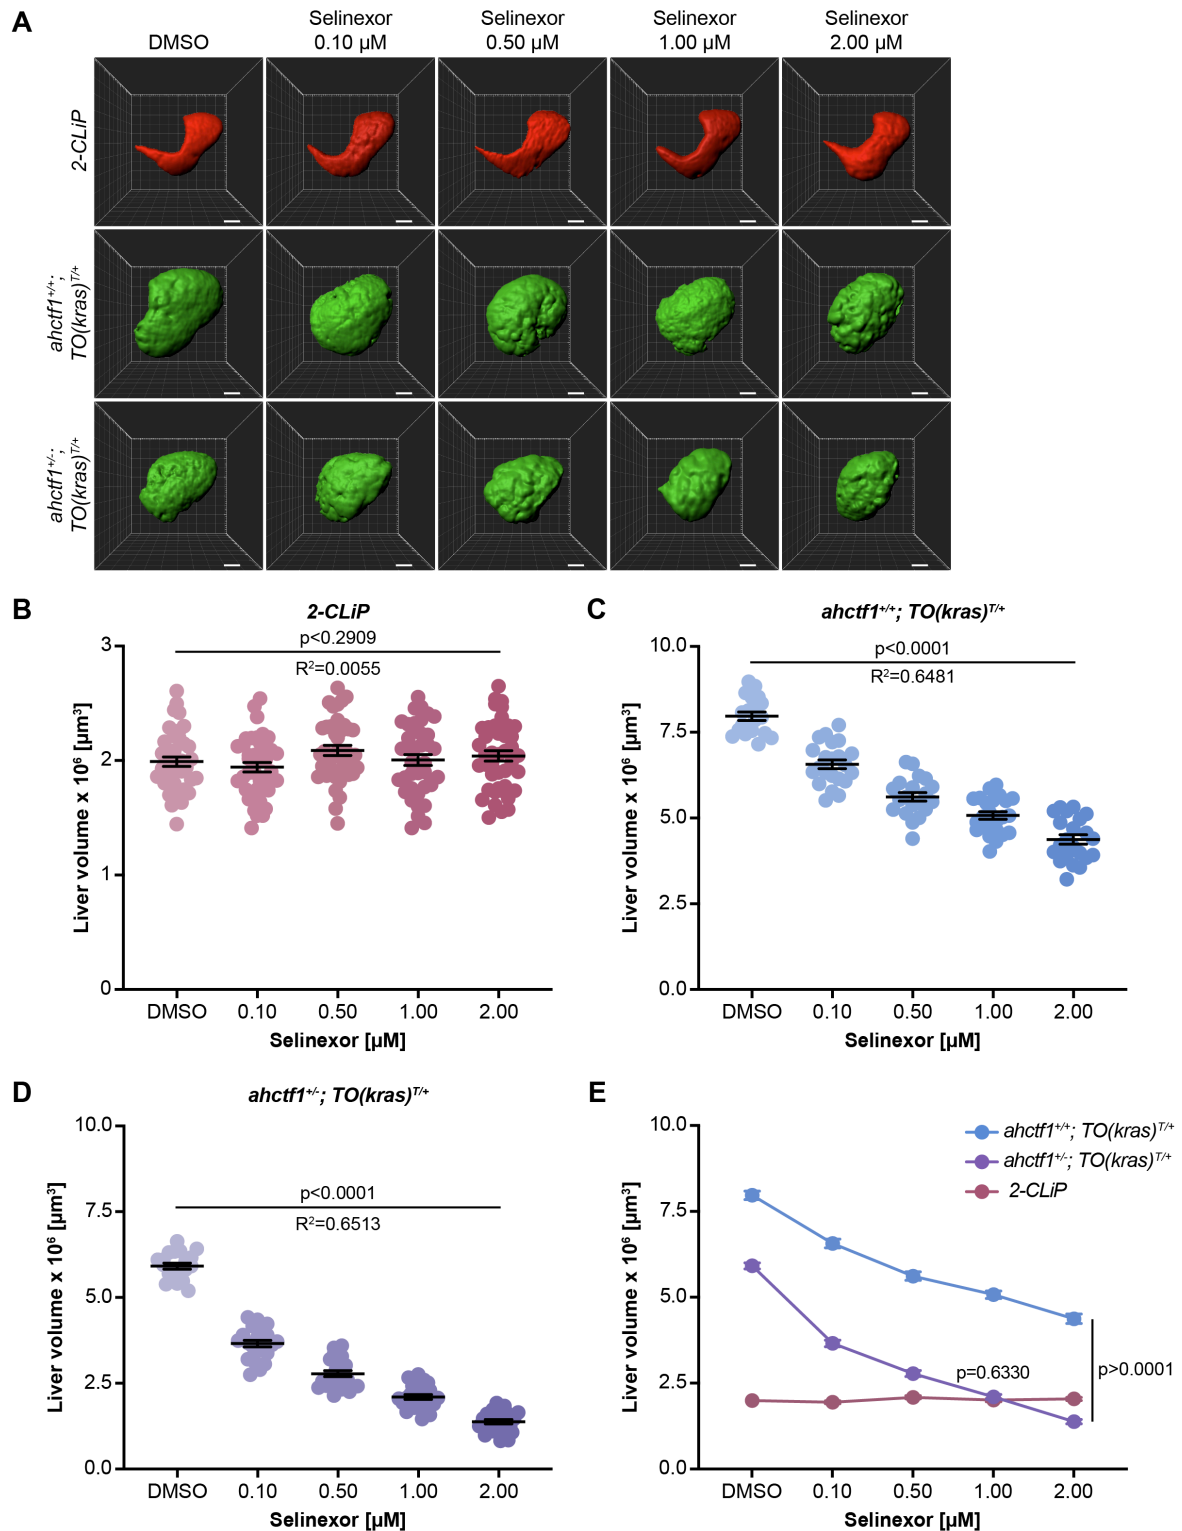 A
DMSO
Selinexor
0.10 µM
Selinexor
0.50 µM
Selinexor
1.00 µM
Selinexor
2.00 µM
2-CLiP
ahctf1+/+;
TO(kras)T/+
ahctf1+/-;
TO(kras)T/+
B
2-CLiP
p<0.2909
R²=0.0055
Liver volume x 10⁶ [µm³]
3
2
1
0
DMSO
0.10
0.50
1.00
2.00
Selinexor [µM]
C
ahctf1+/+; TO(kras)T/+
p<0.0001
R²=0.6481
Liver volume x 10⁶ [µm³]
10.0
7.5
5.0
2.5
0.0
DMSO
0.10
0.50
1.00
2.00
Selinexor [µM]
D
ahctf1+/-; TO(kras)T/+
p<0.0001
R²=0.6513
Liver volume x 10⁶ [µm³]
10.0
7.5
5.0
2.5
0.0
DMSO
0.10
0.50
1.00
2.00
Selinexor [µM]
E
ahctf1+/+; TO(kras)T/+
ahctf1+/-; TO(kras)T/+
2-CLiP
p=0.6330
p>0.0001
Liver volume x 10⁶ [µm³]
10.0
7.5
5.0
2.5
0.0
DMSO
0.10
0.50
1.00
2.00
Selinexor [µM]